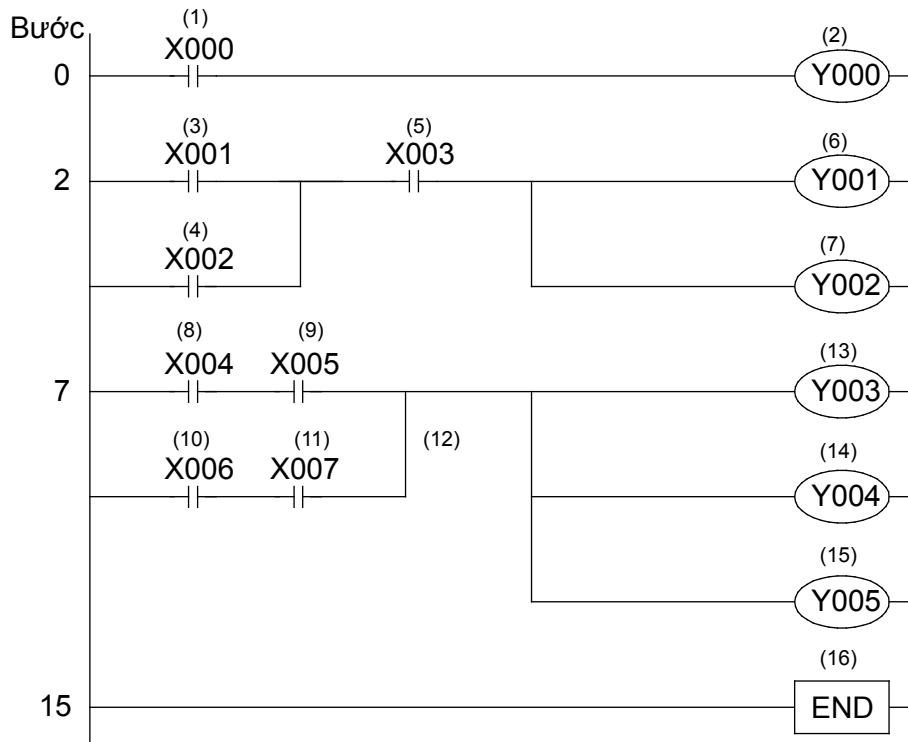 Bước
(1)
X000
(2)
0
Y000
(3)
X001
(5)
X003
(6)
2
Y001
(4)
X002
(7)
Y002
(8)
X004
(9)
X005
(13)
7
Y003
(10)
X006
(11)
X007
(12)
(14)
Y004
(15)
Y005
(16)
15
END